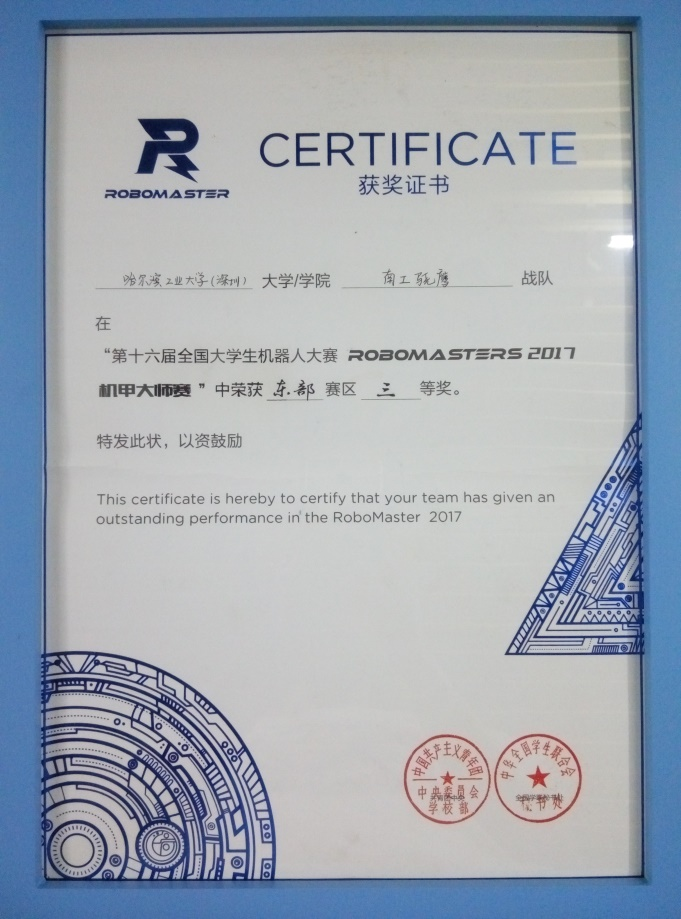 ROBOMASTER
CERTIFICATE
获奖证书
哈尔滨工业大学(深圳) 大学/学院 南工骁鹰 战队
在
“第十六届全国大学生机器人大赛 ROBOMASTERS 2017
机甲大师赛 ”中荣获 东部 赛区 三 等奖。
特发此状，以资鼓励
This certificate is hereby to certify that your team has given an
outstanding performance in the RoboMaster 2017
中国共产主义青年团
中央委员会
学校部
中华全国学生联合会
书处